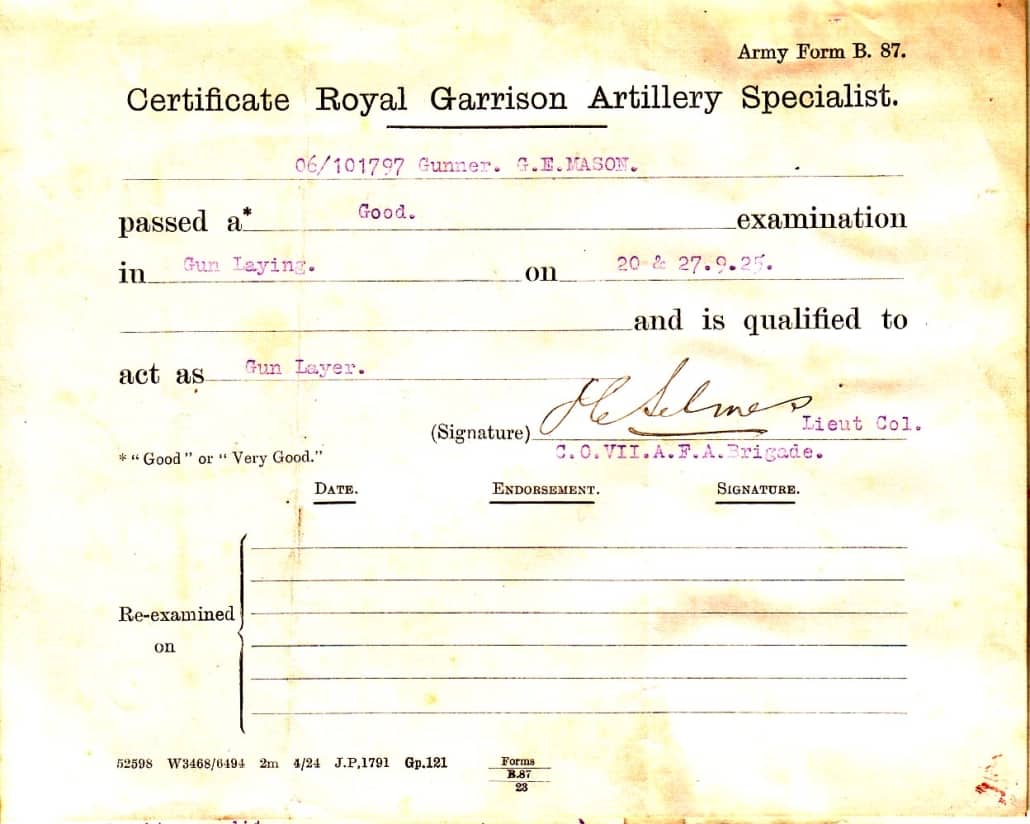 Army Form B. 87.
Certificate Royal Garrison Artillery Specialist.
06/101797 Gunner. G.E.MASON.
passed a* Good. examination
in Gun Laying. on 20 & 27.9.25.
and is qualified to
act as Gun Layer.
(Signature) Lieut Col.
* "Good" or "Very Good."
C.O.VII.A.F.A.Brigade.
DATE. ENDORSEMENT. SIGNATURE.
Re-examined
on
52598 W3468/6494 2m 4/24 J.P,1791 Gp.121
Forms
B.87
23